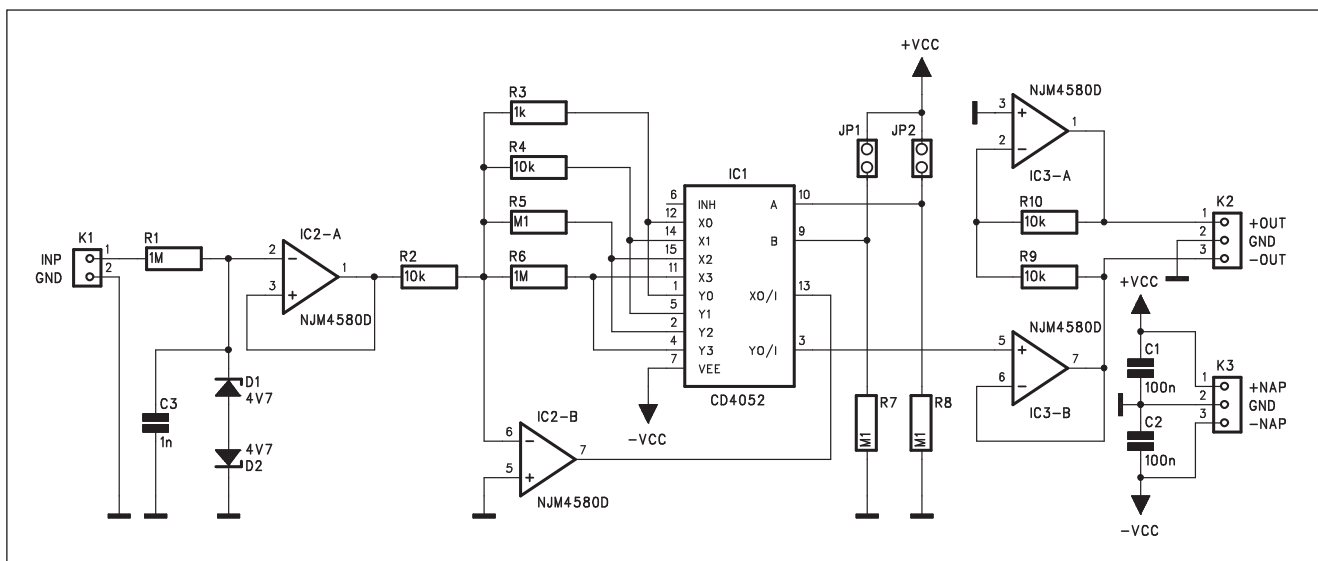 +VCC
R3
1k
R4
10k
R5
M1
R6
1M
IC1
6 INH
12 X0
14 X1
15 X2
11 X3
1 Y0
5 Y1
2 Y2
4 Y3
7 VEE
A 10
B 9
X0/I 13
Y0/I 3
CD4052
-VCC
JP1
JP2
NJM4580D
3 +
2 -
1
IC3-A
R10
10k
R9
10k
K2
1 +OUT
2 GND
3 -OUT
K1
INP 1
GND 2
R1
1M
IC2-A
2 -
3 +
1
NJM4580D
R2
10k
C3
1n
D1
4V7
4V7
D2
IC2-B
6 -
5 +
7
NJM4580D
R7
M1
R8
M1
NJM4580D
5 +
6 -
7
IC3-B
+VCC
C1
100n
C2
100n
-VCC
K3
1 +NAP
2 GND
3 -NAP